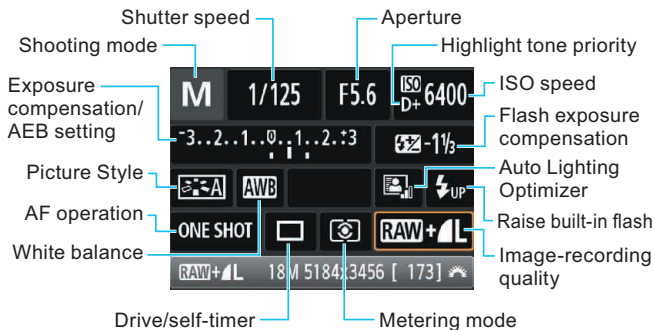 Shutter speed
Aperture
Shooting mode
Highlight tone priority
Exposure
compensation/
AEB setting
M
1/125
F5.6
ISO
D+
6400
ISO speed
-3..2..1..0..1..2.:3
-1⅓
Flash exposure
compensation
Picture Style
A
AWB
Auto Lighting
Optimizer
UP
Raise built-in flash
AF operation
ONE SHOT
RAW+L
White balance
Image-recording
quality
RAW+L 18M 5184x3456 [ 173]
Drive/self-timer
Metering mode